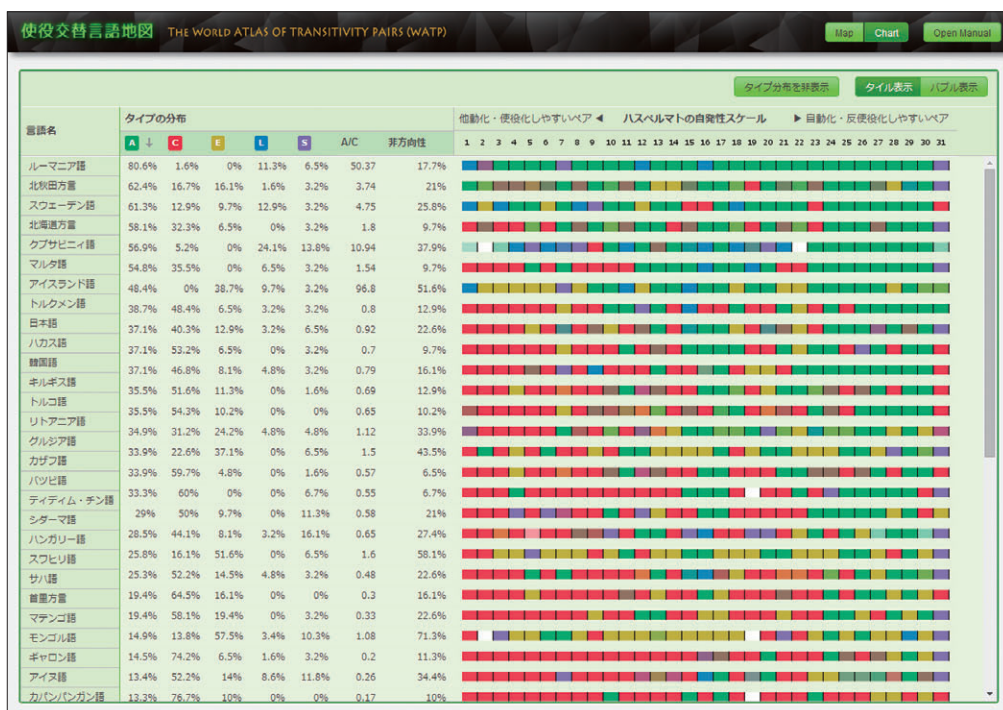 使役交替言語地図 THE WORLD ATLAS OF TRANSITIVITY PAIRS (WATP)
Map Chart Open Manual
タイプ分布を非表示 タイル表示 バブル表示
言語名
ルーマニア語
北秋田方言
スウェーデン語
北海道方言
クプサビニィ語
マルタ語
アイスランド語
トルクメン語
日本語
ハカス語
韓国語
キルギス語
トルコ語
リトアニア語
グルジア語
カザフ語
バツビ語
ティディム・チン語
シダーマ語
ハンガリー語
スワヒリ語
サハ語
首里方言
マテンゴ語
モンゴル語
ギャロン語
アイヌ語
カパンパンガン語
タイプの分布 他動化・使役化しやすいペア ◀ ハスペルマトの自発性スケール ▶ 自動化・反使役化しやすいペア
A ↓ C E L S A/C 非方向性 1 2 3 4 5 6 7 8 9 10 11 12 13 14 15 16 17 18 19 20 21 22 23 24 25 26 27 28 29 30 31
80.6% 1.6% 0% 11.3% 6.5% 50.37 17.7%
62.4% 16.7% 16.1% 1.6% 3.2% 3.74 21%
61.3% 12.9% 9.7% 12.9% 3.2% 4.75 25.8%
58.1% 32.3% 6.5% 0% 3.2% 1.8 9.7%
56.9% 5.2% 0% 24.1% 13.8% 10.94 37.9%
54.8% 35.5% 0% 6.5% 3.2% 1.54 9.7%
48.4% 0% 38.7% 9.7% 3.2% 96.8 51.6%
38.7% 48.4% 6.5% 3.2% 3.2% 0.8 12.9%
37.1% 40.3% 12.9% 3.2% 6.5% 0.92 22.6%
37.1% 53.2% 6.5% 0% 3.2% 0.7 9.7%
37.1% 46.8% 8.1% 4.8% 3.2% 0.79 16.1%
35.5% 51.6% 11.3% 0% 1.6% 0.69 12.9%
35.5% 54.3% 10.2% 0% 0% 0.65 10.2%
34.9% 31.2% 24.2% 4.8% 4.8% 1.12 33.9%
33.9% 22.6% 37.1% 0% 6.5% 1.5 43.5%
33.9% 59.7% 4.8% 0% 1.6% 0.57 6.5%
33.3% 60% 0% 0% 6.7% 0.55 6.7%
29% 50% 9.7% 0% 11.3% 0.58 21%
28.5% 44.1% 8.1% 3.2% 16.1% 0.65 27.4%
25.8% 16.1% 51.6% 0% 6.5% 1.6 58.1%
25.3% 52.2% 14.5% 4.8% 3.2% 0.48 22.6%
19.4% 64.5% 16.1% 0% 0% 0.3 16.1%
19.4% 58.1% 19.4% 0% 3.2% 0.33 22.6%
14.9% 13.8% 57.5% 3.4% 10.3% 1.08 71.3%
14.5% 74.2% 6.5% 1.6% 3.2% 0.2 11.3%
13.4% 52.2% 14% 8.6% 11.8% 0.26 34.4%
13.3% 76.7% 10% 0% 0% 0.17 10%